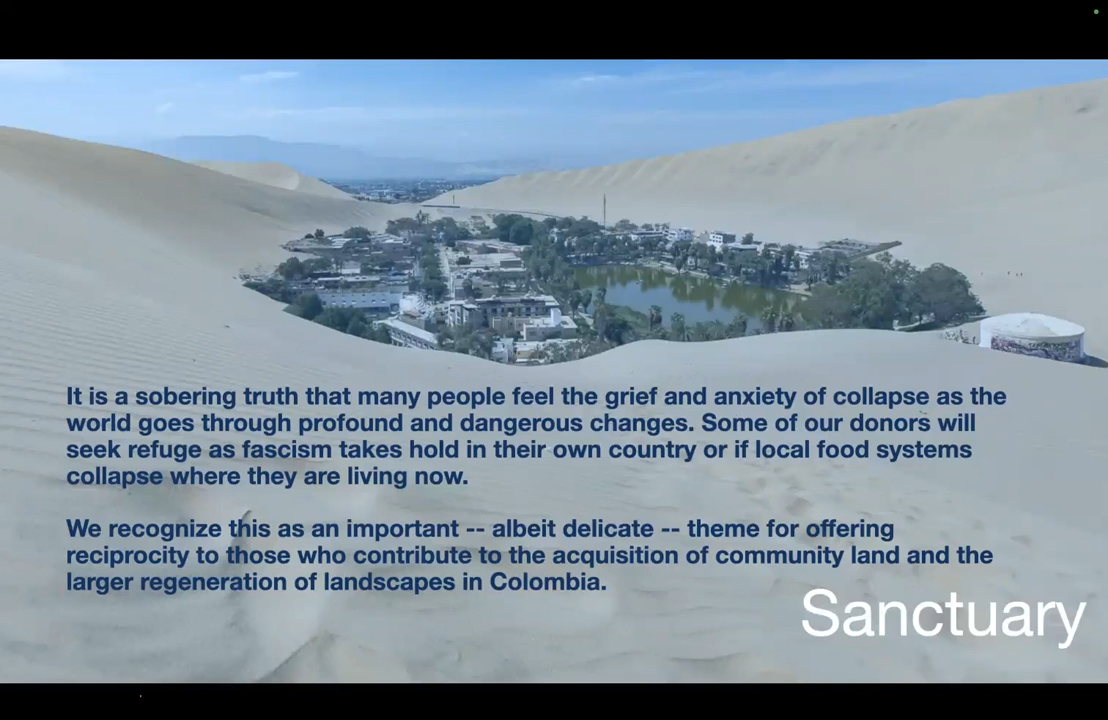 It is a sobering truth that many people feel the grief and anxiety of collapse as the
world goes through profound and dangerous changes. Some of our donors will
seek refuge as fascism takes hold in their own country or if local food systems
collapse where they are living now.
We recognize this as an important -- albeit delicate -- theme for offering
reciprocity to those who contribute to the acquisition of community land and the
larger regeneration of landscapes in Colombia.
Sanctuary